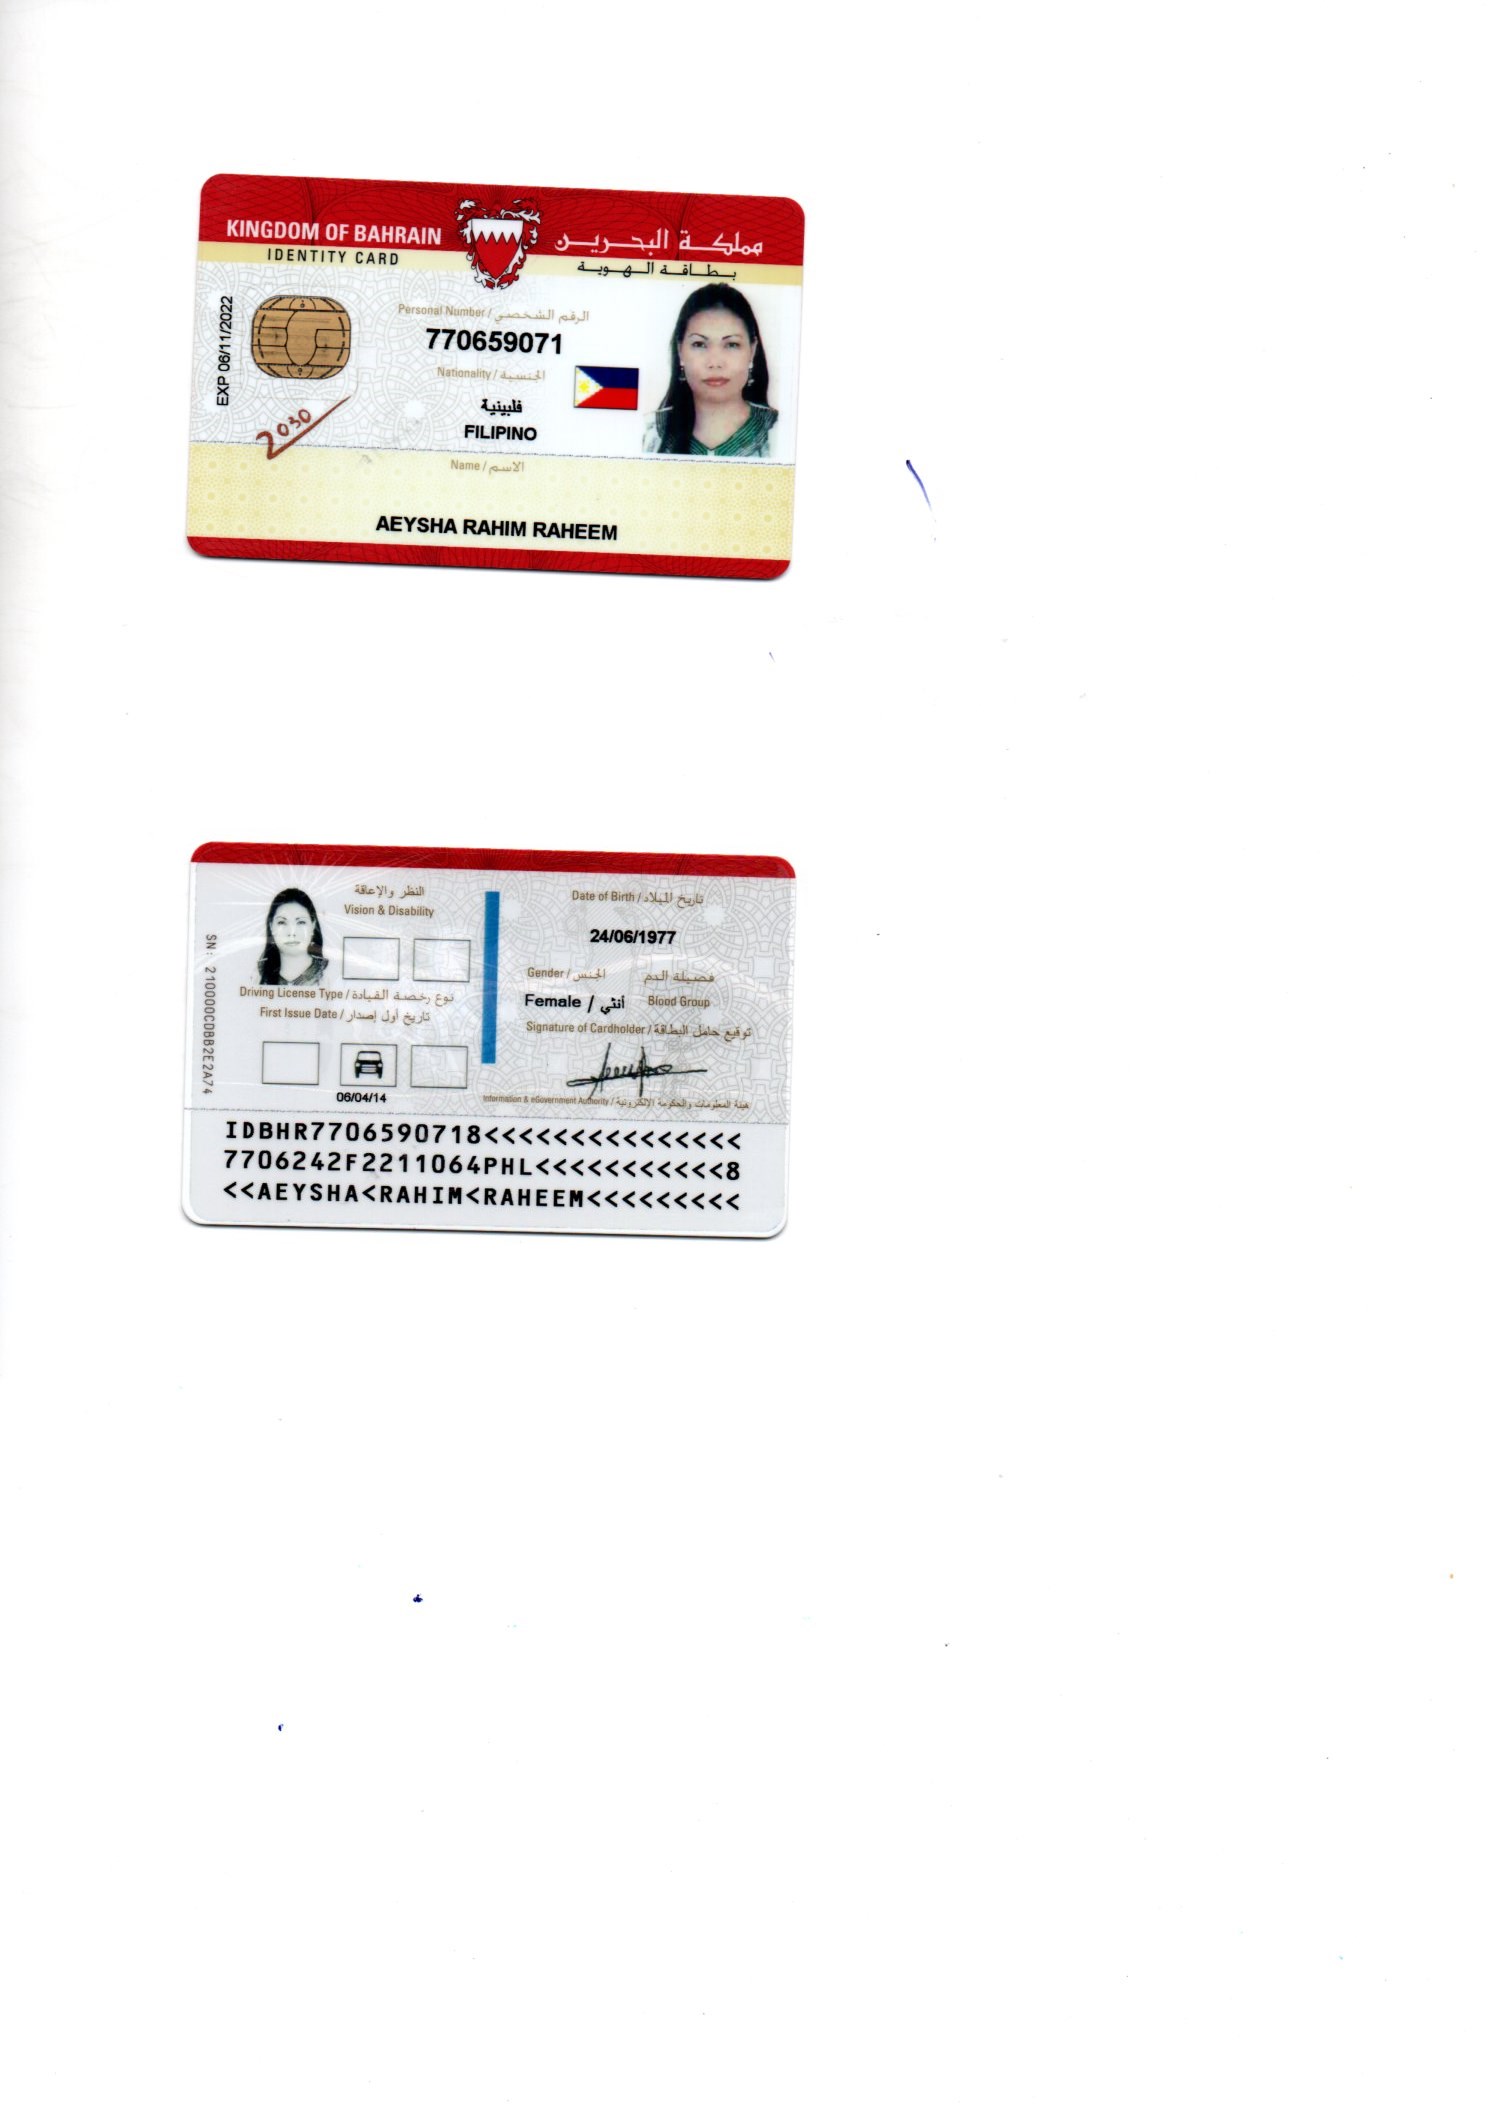 KINGDOM OF BAHRAIN
مملكة البحرين
IDENTITY CARD
بطاقة الهوية
EXP 06/11/2022
Personal Number / الرقم الشخصي
770659071
Nationality / الجنسية
فلبينية
FILIPINO
2030
Name / الاسم
AEYSHA RAHIM RAHEEM
النظر والإعاقة
Vision & Disability
Date of Birth / تاريخ الميلاد
24/06/1977
SN: 210000CDBB2E2A74
Driving License Type / نوع رخصة القيادة
First Issue Date / تاريخ أول إصدار
06/04/14
Gender / الجنس
فصيلة الدم
Female / أنثي
Blood Group
Signature of Cardholder / توقيع حامل البطاقة
Information & eGovernment Authority / هيئة المعلومات والحكومة الإلكترونية
IDBHR7706590718<<<<<<<<<<<<<<<
7706242F2211064PHL<<<<<<<<<<<8
<<AEYSHA<RAHIM<RAHEEM<<<<<<<<<